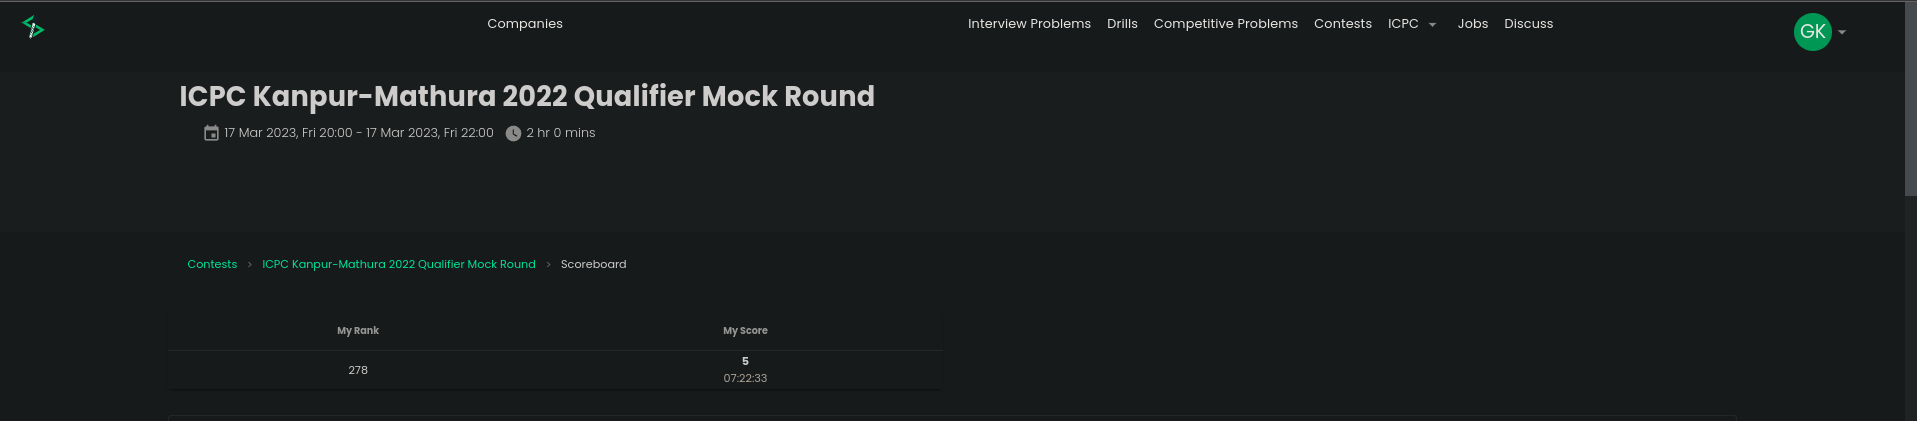 Companies Interview Problems Drills Competitive Problems Contests ICPC Jobs Discuss GK
ICPC Kanpur-Mathura 2022 Qualifier Mock Round
17 Mar 2023, Fri 20:00 - 17 Mar 2023, Fri 22:00 2 hr 0 mins
Contests > ICPC Kanpur-Mathura 2022 Qualifier Mock Round > Scoreboard
My Rank My Score
278 5
07:22:33